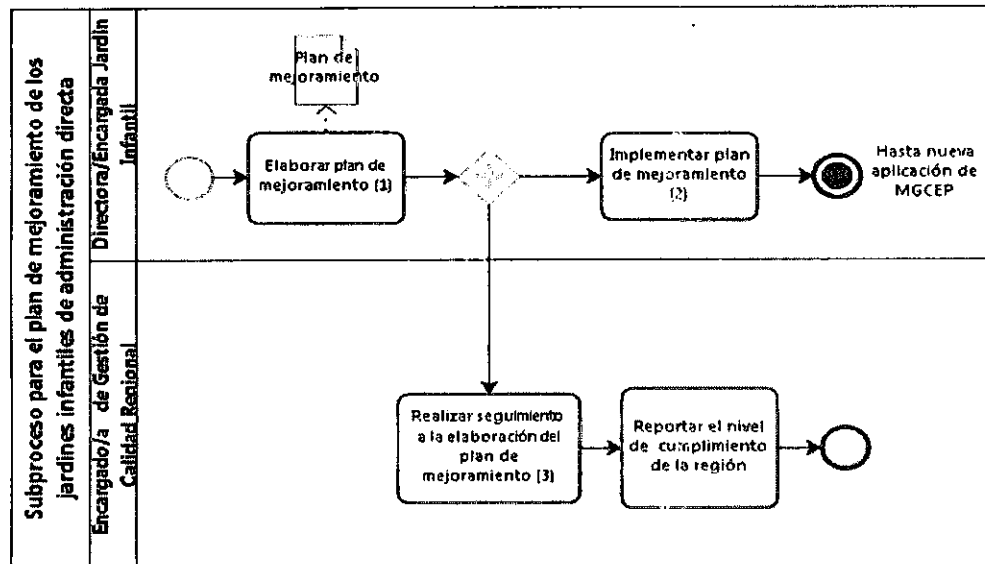 Subproceso para el plan de mejoramiento de los
jardines infantiles de administración directa
Directora/Encargada Jardín
Infantil
Plan de
mejoramiento
Elaborar plan de
mejoramiento (1)
Implementar plan
de mejoramiento
(2)
Hasta nueva
aplicación de
MGCEP
Encargado/a de Gestión de
Calidad Regional
Realizar seguimiento
a la elaboración del
plan de
mejoramiento (3)
Reportar el nivel
de cumplimiento
de la región